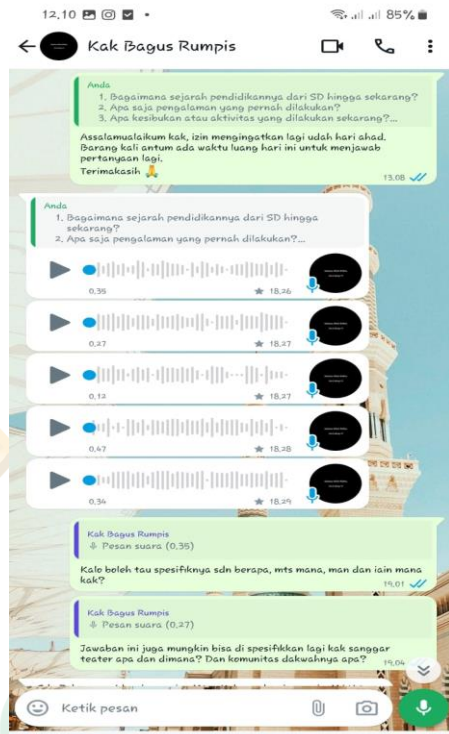 12.10
85%
Kak Bagus Rumpis
Anda
1. Bagaimana sejarah pendidikannya dari SD hingga sekarang?
2. Apa saja pengalaman yang pernah dilakukan?
3. Apa kesibukan atau aktivitas yang dilakukan sekarang?...
Assalamualaikum kak, izin mengingatkan lagi udah hari ahad.
Barang kali antum ada waktu luang hari ini untuk menjawab
pertanyaan lagi.
Terimakasih 🙏
13.08
Anda
1. Bagaimana sejarah pendidikannya dari SD hingga
sekarang?
2. Apa saja pengalaman yang pernah dilakukan?...
0.35
18.26
0.27
18.27
0.12
18.27
0.47
18.28
0.34
18.29
Kak Bagus Rumpis
Pesan suara (0.35)
Kalo boleh tau spesifiknya sdn berapa, mts mana, man dan iain mana
kak?
19.01
Kak Bagus Rumpis
Pesan suara (0.27)
Jawaban ini juga mungkin bisa di spesifikkan lagi kak sanggar
teater apa dan dimana? Dan komunitas dakwahnya apa?
19.04
Ketik pesan